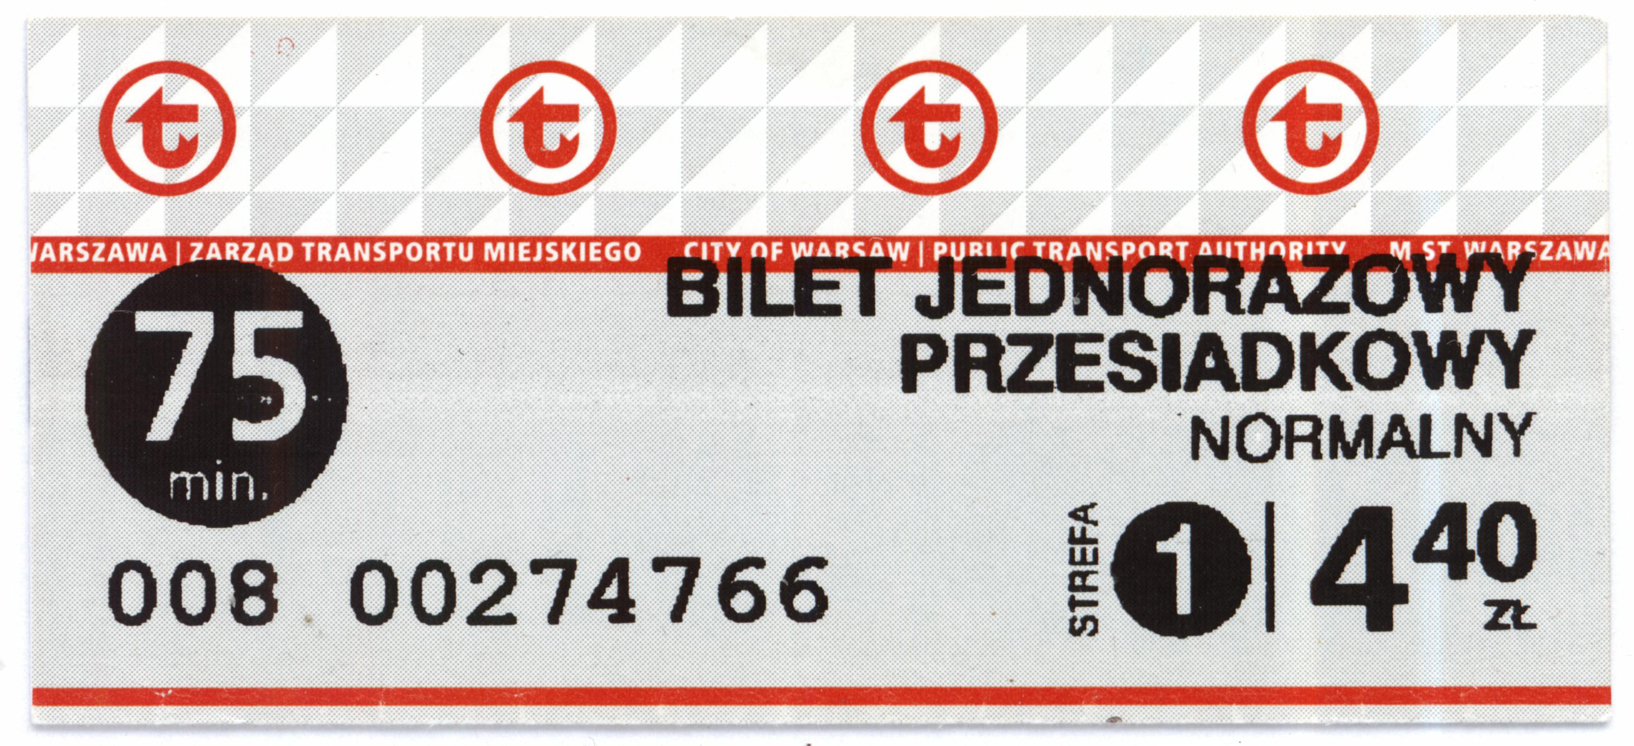 WARSZAWA | ZARZĄD TRANSPORTU MIEJSKIEGO CITY OF WARSAW | PUBLIC TRANSPORT AUTHORITY M.ST. WARSZAWA
BILET JEDNORAZOWY
PRZESIADKOWY
NORMALNY
75
min.
008 00274766
STREFA 1 | 4 40
ZŁ